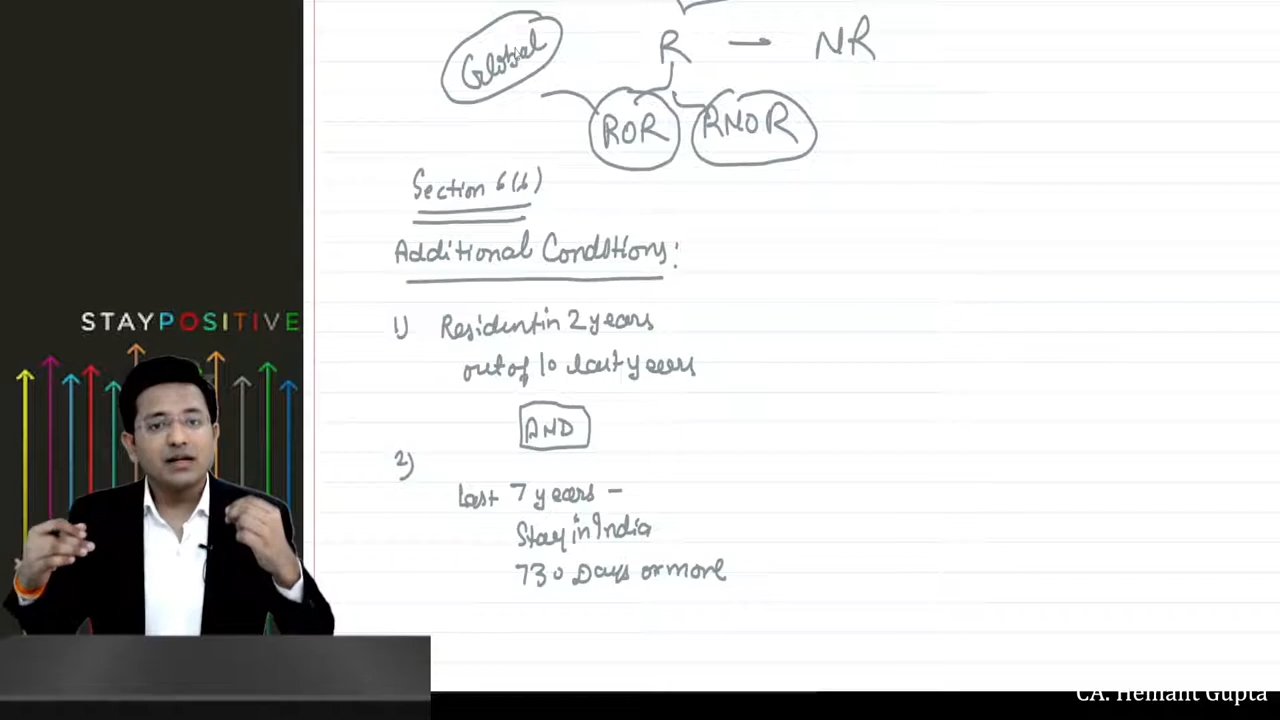 Global
R — NR
ROR RNOR
Section 6(6)
Additional Conditions:
1) Resident in 2 years
out of 10 last years
AND
2)
Last 7 years –
Stay in India
730 Days or more
STAYPOSITIVE
CA. Hemant Gupta